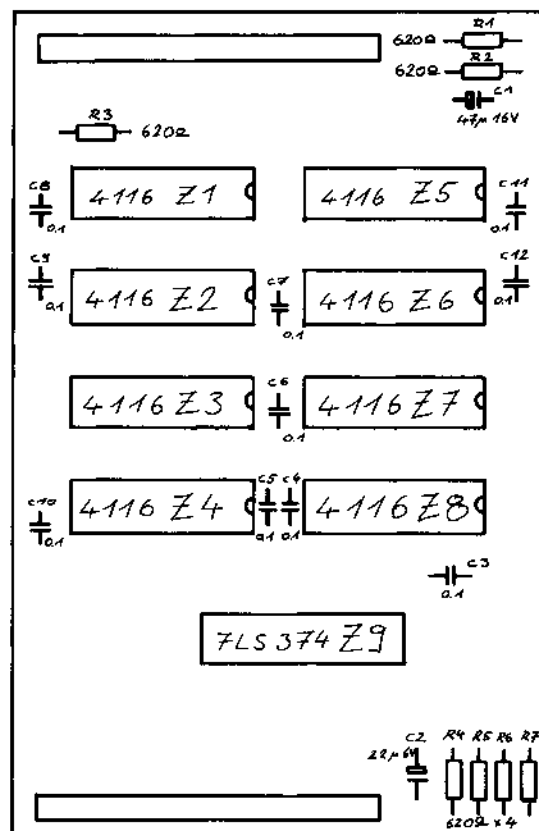 R1
620Ω
R2
620Ω
C1
47µ 16V
R3
620Ω
C8
0.1
4116 Z1
4116 Z5
C11
0.1
C9
0.1
4116 Z2
C7
0.1
4116 Z6
C12
0.1
4116 Z3
C6
0.1
4116 Z7
C10
0.1
4116 Z4
C5
0.1
C4
0.1
4116 Z8
C3
0.1
7LS 374 Z9
C2
22µ 6V
R4 R5 R6 R7
620Ω x 4